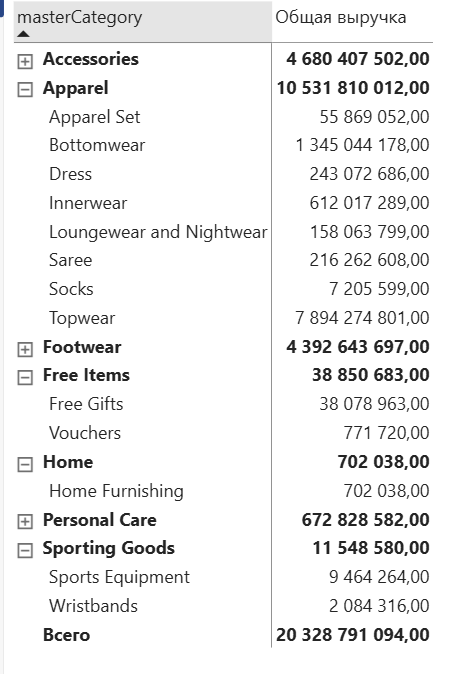 masterCategory Общая выручка
Accessories 4 680 407 502,00
Apparel 10 531 810 012,00
Apparel Set 55 869 052,00
Bottomwear 1 345 044 178,00
Dress 243 072 686,00
Innerwear 612 017 289,00
Loungewear and Nightwear 158 063 799,00
Saree 216 262 608,00
Socks 7 205 599,00
Topwear 7 894 274 801,00
Footwear 4 392 643 697,00
Free Items 38 850 683,00
Free Gifts 38 078 963,00
Vouchers 771 720,00
Home 702 038,00
Home Furnishing 702 038,00
Personal Care 672 828 582,00
Sporting Goods 11 548 580,00
Sports Equipment 9 464 264,00
Wristbands 2 084 316,00
Всего 20 328 791 094,00